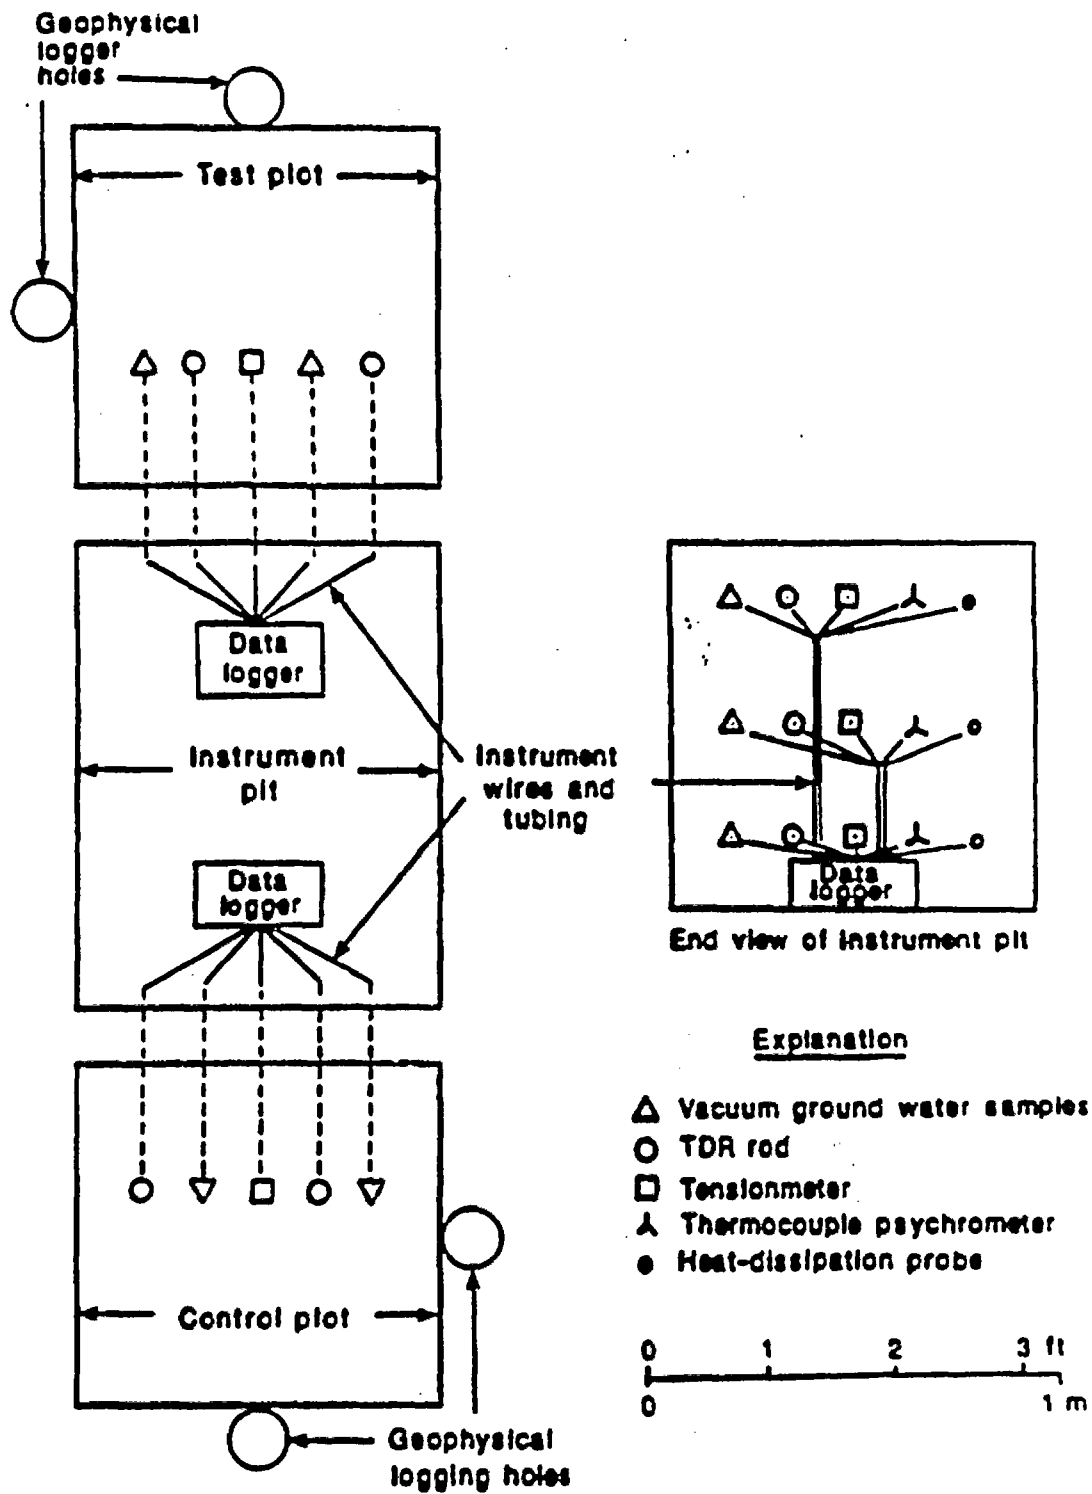 Geophysical
logger
holes
Test plot
Data
logger
Instrument
pit
Instrument
wires and
tubing
Data
logger
Data
logger
End view of instrument pit
Explanation
Vacuum ground water samples
TDR rod
Tensionmeter
Thermocouple psychrometer
Heat-dissipation probe
Control plot
0 1 2 3 ft
0 1 m
Geophysical
logging holes